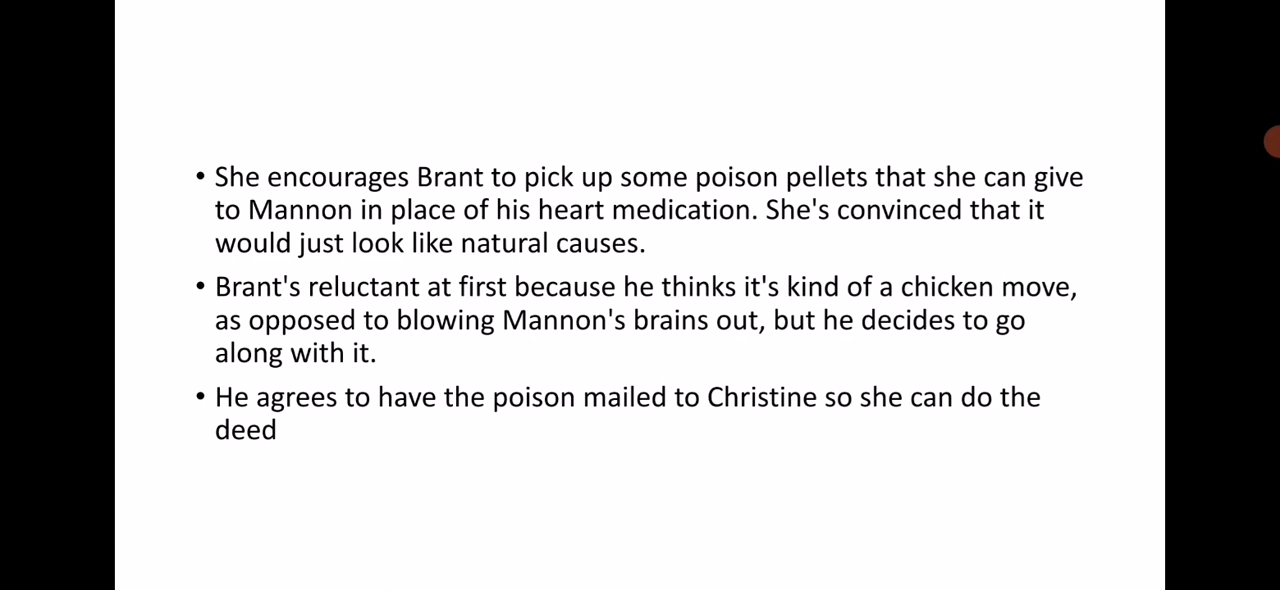 • She encourages Brant to pick up some poison pellets that she can give
to Mannon in place of his heart medication. She's convinced that it
would just look like natural causes.
• Brant's reluctant at first because he thinks it's kind of a chicken move,
as opposed to blowing Mannon's brains out, but he decides to go
along with it.
• He agrees to have the poison mailed to Christine so she can do the
deed